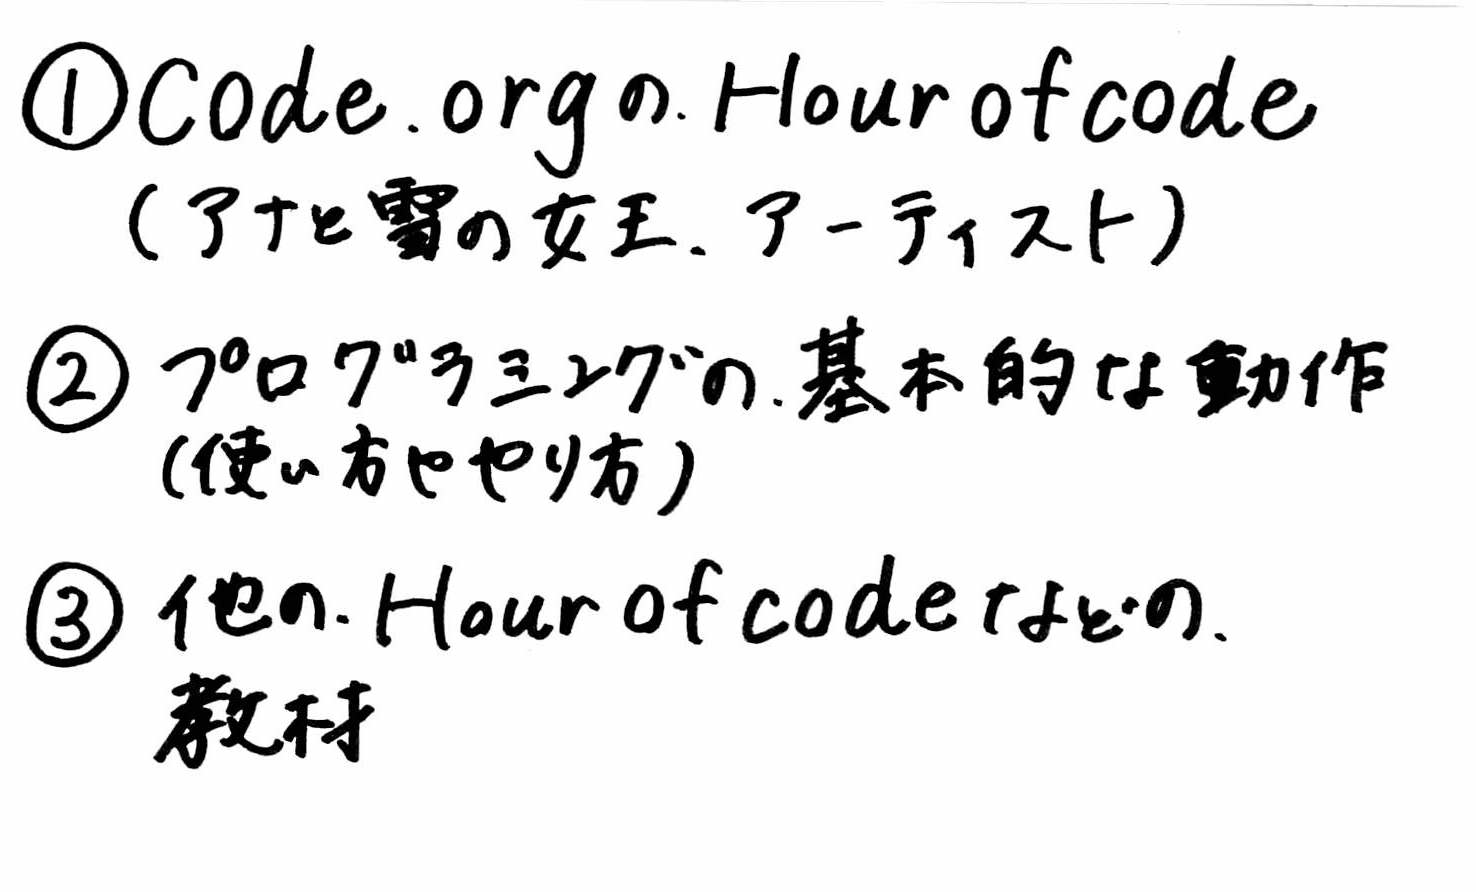 ①Code.orgの.Hour of code
(アナと雪の女王、アーティスト)
②プログラミングの.基本的な動作
(使い方ややり方)
③他の.Hour of codeなどの.
教材